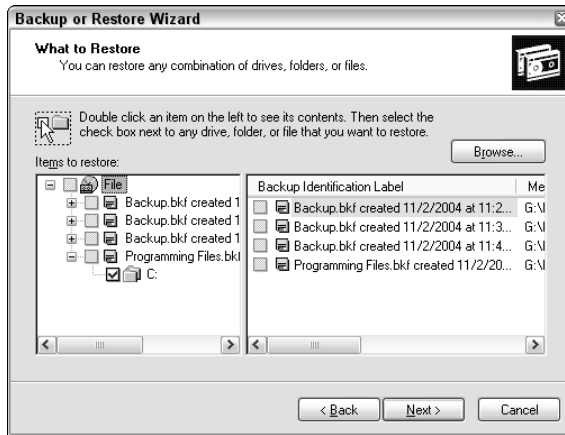 Backup or Restore Wizard
What to Restore
You can restore any combination of drives, folders, or files.
Double click an item on the left to see its contents. Then select the
check box next to any drive, folder, or file that you want to restore.
Browse...
Items to restore:
File
Backup.bkf created 1
Backup.bkf created 1
Backup.bkf created 1
Programming Files.bkf
C:
Backup Identification Label Me
Backup.bkf created 11/2/2004 at 11:2... G:\
Backup.bkf created 11/2/2004 at 11:3... G:\
Backup.bkf created 11/2/2004 at 11:4... G:\
Programming Files.bkf created 11/2/20... G:\
< Back
Next >
Cancel